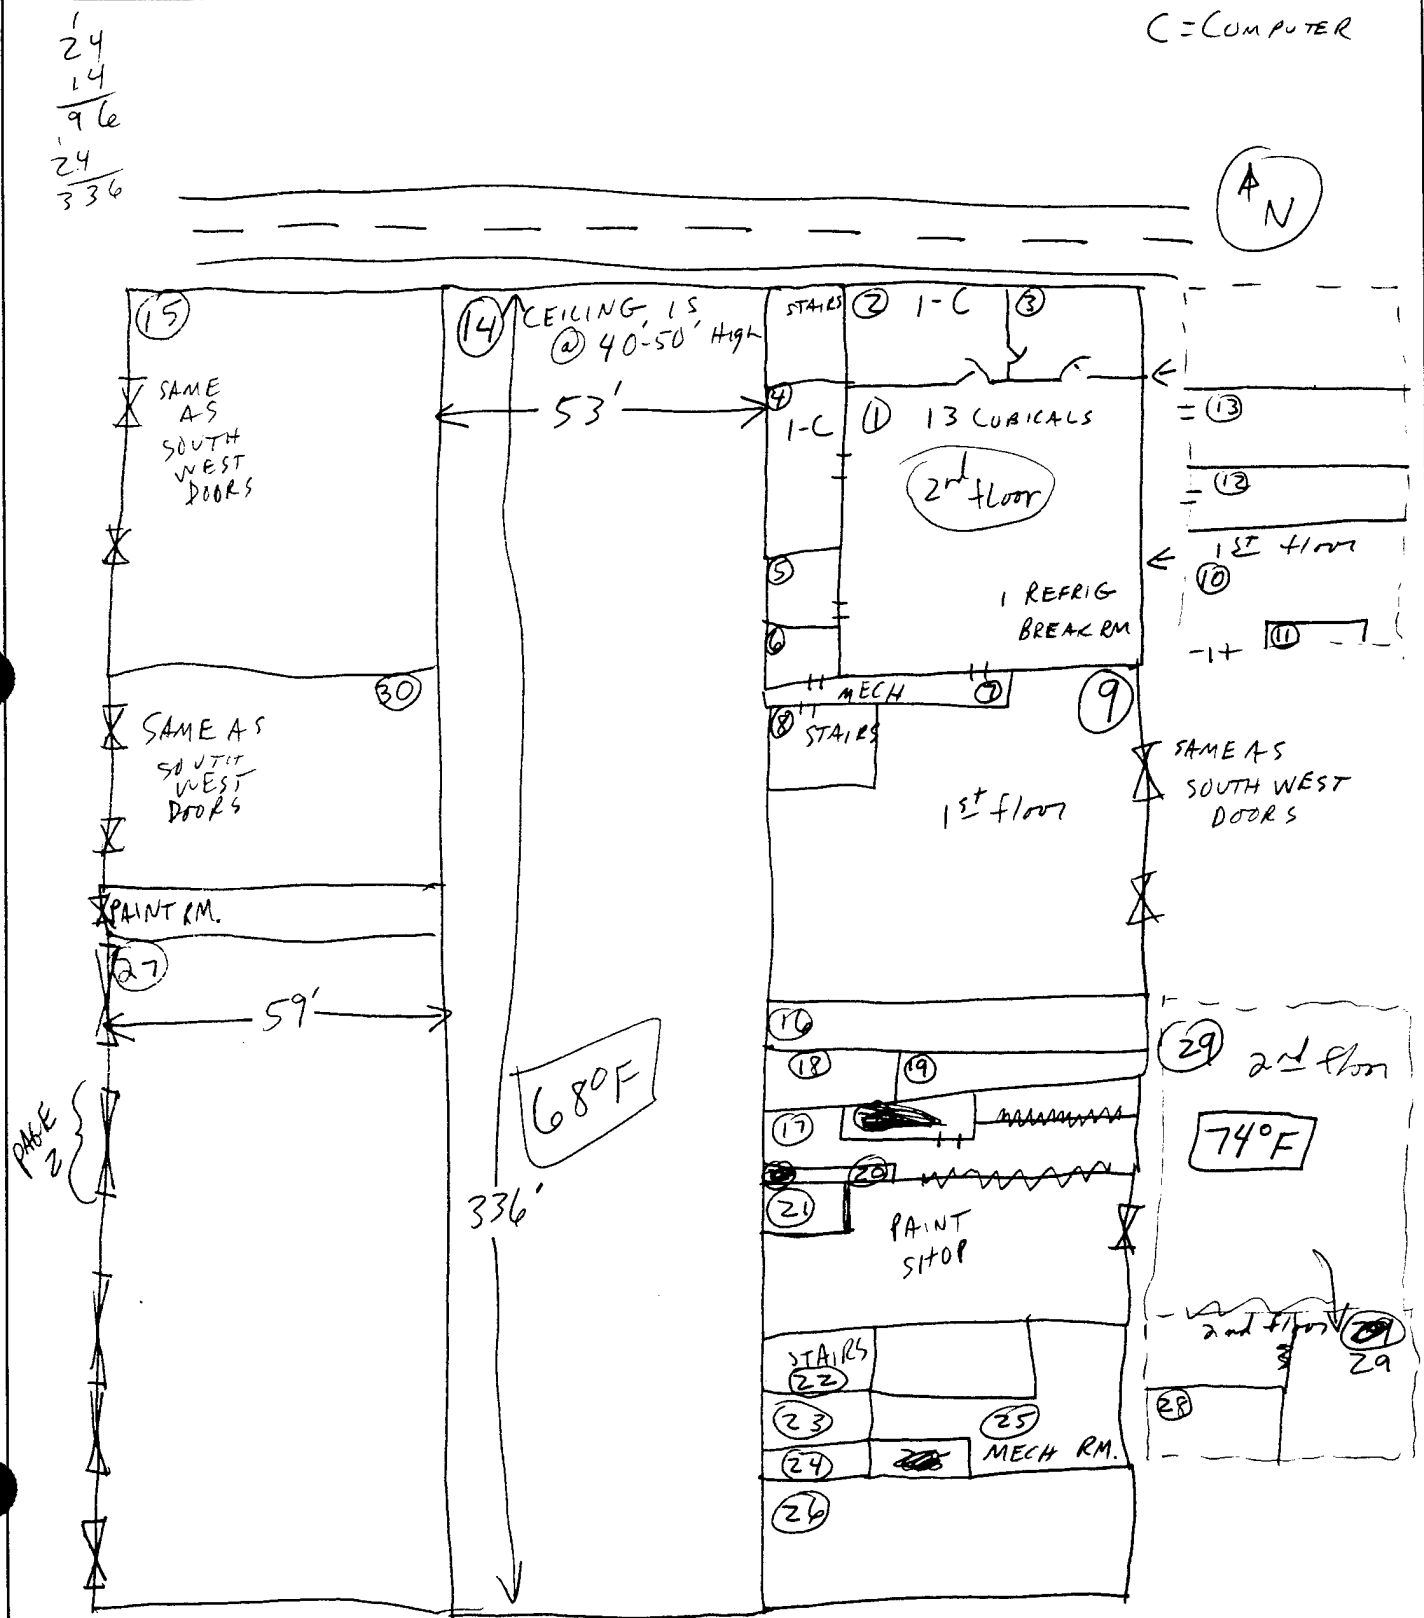 C = COMPUTER
1
24
14
96
1
24
336
N
15
14
CEILING IS
@ 40'-50' High
STAIRS
2
1-C
3
SAME
AS
SOUTH
WEST
DOORS
53'
4
1-C
1
13 CUBICALS
2nd floor
13
12
1st floor
10
11
5
6
1 REFRIG
BREAK RM
30
MECH
7
9
8
STAIRS
SAME AS
SOUTH
WEST
DOORS
1st floor
SAME AS
SOUTH WEST
DOORS
PAINT RM.
27
59'
16
18
19
17
20
21
PAINT
SHOP
29
2nd floor
74°F
68°F
PAGE
2
336'
2nd floor
29
28
STAIRS
22
23
25
24
MECH RM.
26